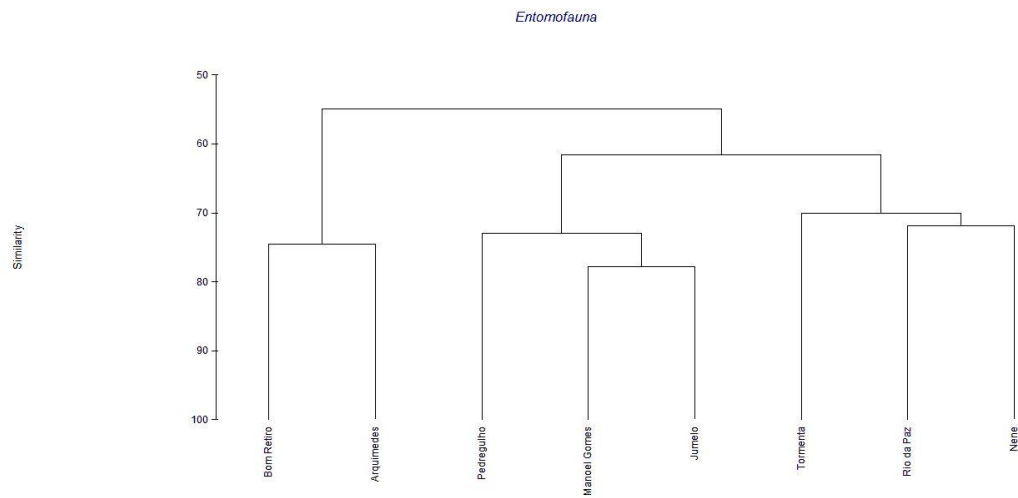 Entomofauna
Similarity
50
60
70
80
90
100
Bom Retiro
Arquimedes
Pedregulho
Manoel Gomes
Jumelo
Tormenta
Rio da Paz
Nene